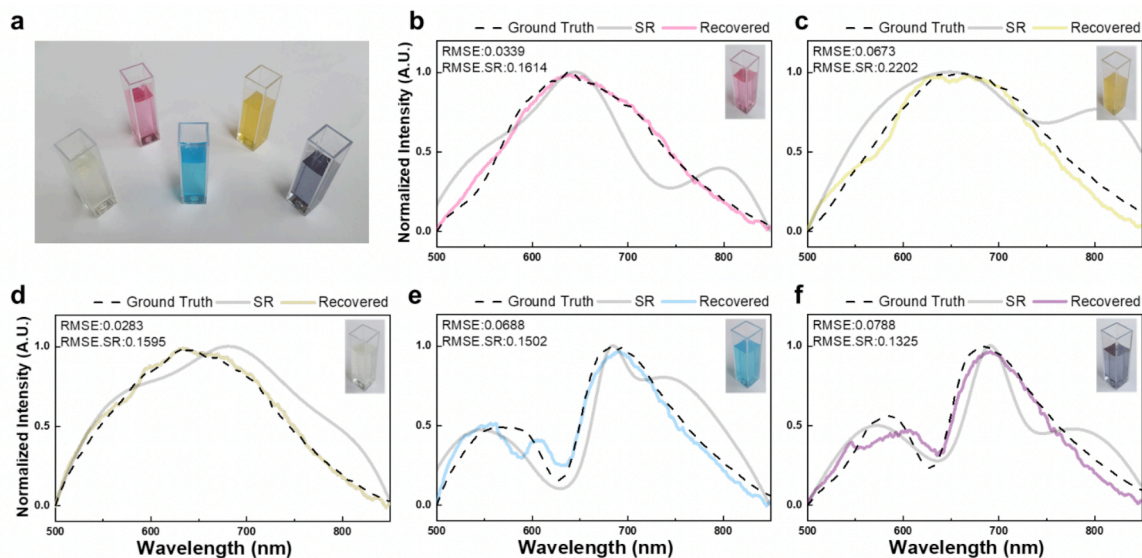 a
b
Ground Truth SR Recovered
RMSE:0.0339
RMSE.SR:0.1614
Normalized Intensity (A.U.)
1.0
0.5
0.0
500 600 700 800
c
Ground Truth SR Recovered
RMSE:0.0673
RMSE.SR:0.2202
1.0
0.5
0.0
500 600 700 800
d
Ground Truth SR Recovered
RMSE:0.0283
RMSE.SR:0.1595
Normalized Intensity (A.U.)
1.0
0.5
0.0
500 600 700 800
Wavelength (nm)
e
Ground Truth SR Recovered
RMSE:0.0688
RMSE.SR:0.1502
1.0
0.5
0.0
500 600 700 800
Wavelength (nm)
f
Ground Truth SR Recovered
RMSE:0.0788
RMSE.SR:0.1325
1.0
0.5
0.0
500 600 700 800
Wavelength (nm)